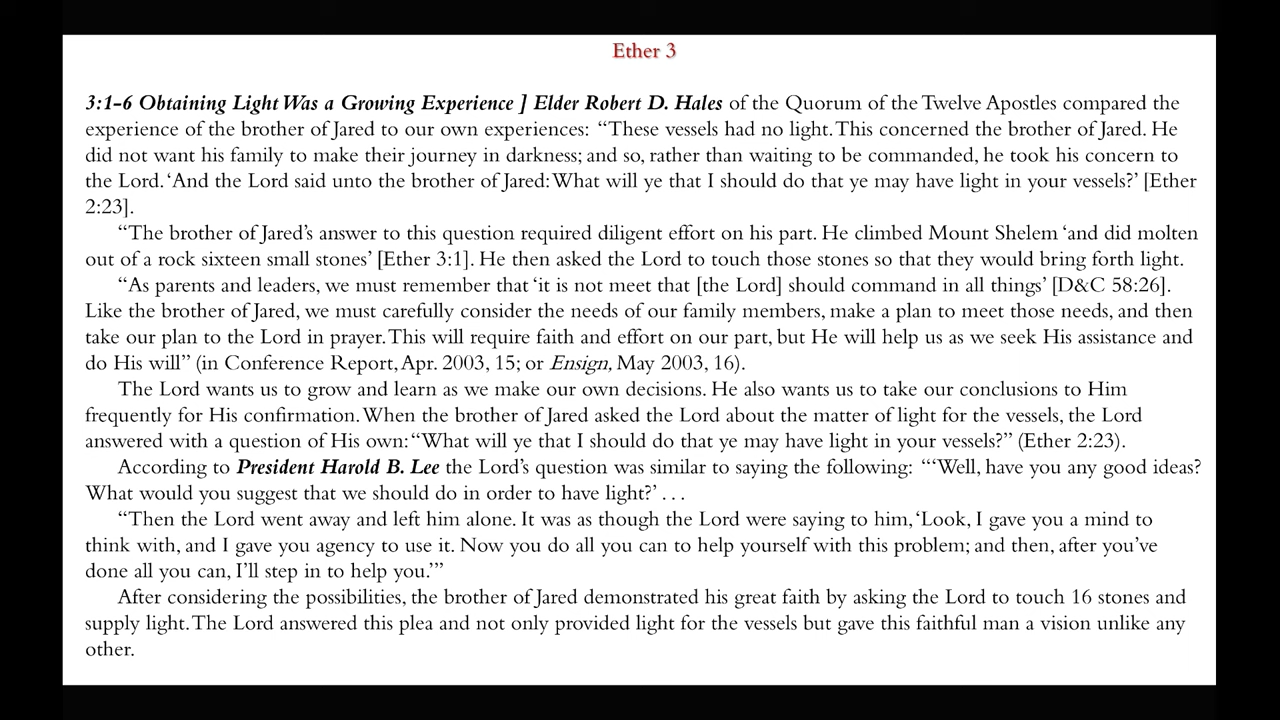 Ether 3
3:1-6 Obtaining Light Was a Growing Experience ] Elder Robert D. Hales of the Quorum of the Twelve Apostles compared the
experience of the brother of Jared to our own experiences: “These vessels had no light. This concerned the brother of Jared. He
did not want his family to make their journey in darkness; and so, rather than waiting to be commanded, he took his concern to
the Lord. ‘And the Lord said unto the brother of Jared: What will ye that I should do that ye may have light in your vessels?’ [Ether
2:23].
“The brother of Jared’s answer to this question required diligent effort on his part. He climbed Mount Shelem ‘and did molten
out of a rock sixteen small stones’ [Ether 3:1]. He then asked the Lord to touch those stones so that they would bring forth light.
“As parents and leaders, we must remember that ‘it is not meet that [the Lord] should command in all things’ [D&C 58:26].
Like the brother of Jared, we must carefully consider the needs of our family members, make a plan to meet those needs, and then
take our plan to the Lord in prayer. This will require faith and effort on our part, but He will help us as we seek His assistance and
do His will” (in Conference Report, Apr. 2003, 15; or Ensign, May 2003, 16).
The Lord wants us to grow and learn as we make our own decisions. He also wants us to take our conclusions to Him
frequently for His confirmation. When the brother of Jared asked the Lord about the matter of light for the vessels, the Lord
answered with a question of His own: “What will ye that I should do that ye may have light in your vessels?” (Ether 2:23).
According to President Harold B. Lee the Lord’s question was similar to saying the following: “‘Well, have you any good ideas?
What would you suggest that we should do in order to have light?’ . . .
“Then the Lord went away and left him alone. It was as though the Lord were saying to him, ‘Look, I gave you a mind to
think with, and I gave you agency to use it. Now you do all you can to help yourself with this problem; and then, after you’ve
done all you can, I’ll step in to help you.’”
After considering the possibilities, the brother of Jared demonstrated his great faith by asking the Lord to touch 16 stones and
supply light. The Lord answered this plea and not only provided light for the vessels but gave this faithful man a vision unlike any
other.